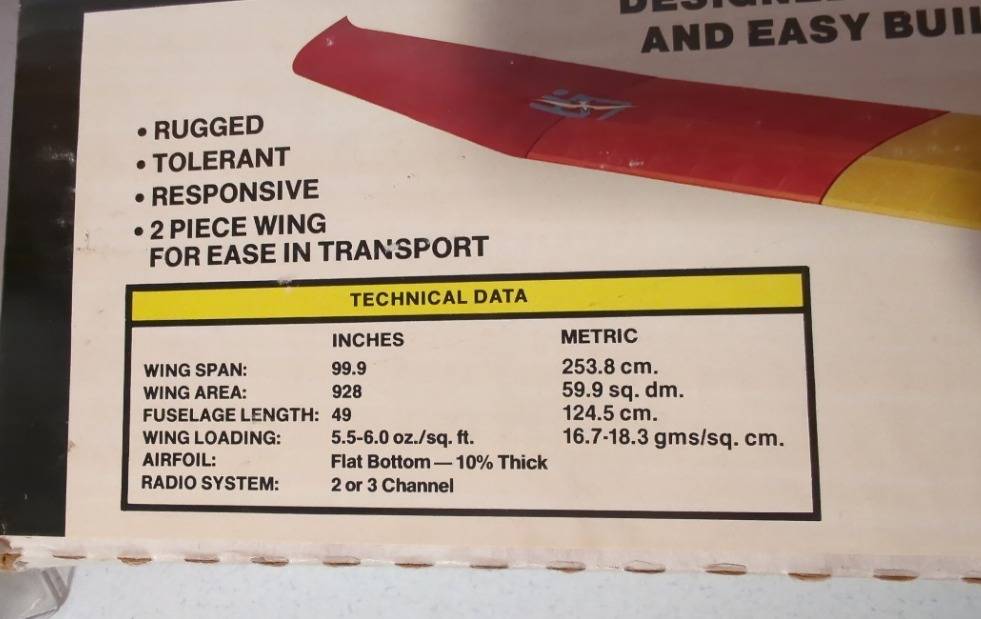 AND EASY
• RUGGED
• TOLERANT
• RESPONSIVE
• 2 PIECE WING
FOR EASE IN TRANSPORT
TECHNICAL DATA
INCHES METRIC
WING SPAN: 99.9 253.8 cm.
WING AREA: 928 59.9 sq. dm.
FUSELAGE LENGTH: 49 124.5 cm.
WING LOADING: 5.5-6.0 oz./sq. ft. 16.7-18.3 gms/sq. cm.
AIRFOIL: Flat Bottom — 10% Thick
RADIO SYSTEM: 2 or 3 Channel